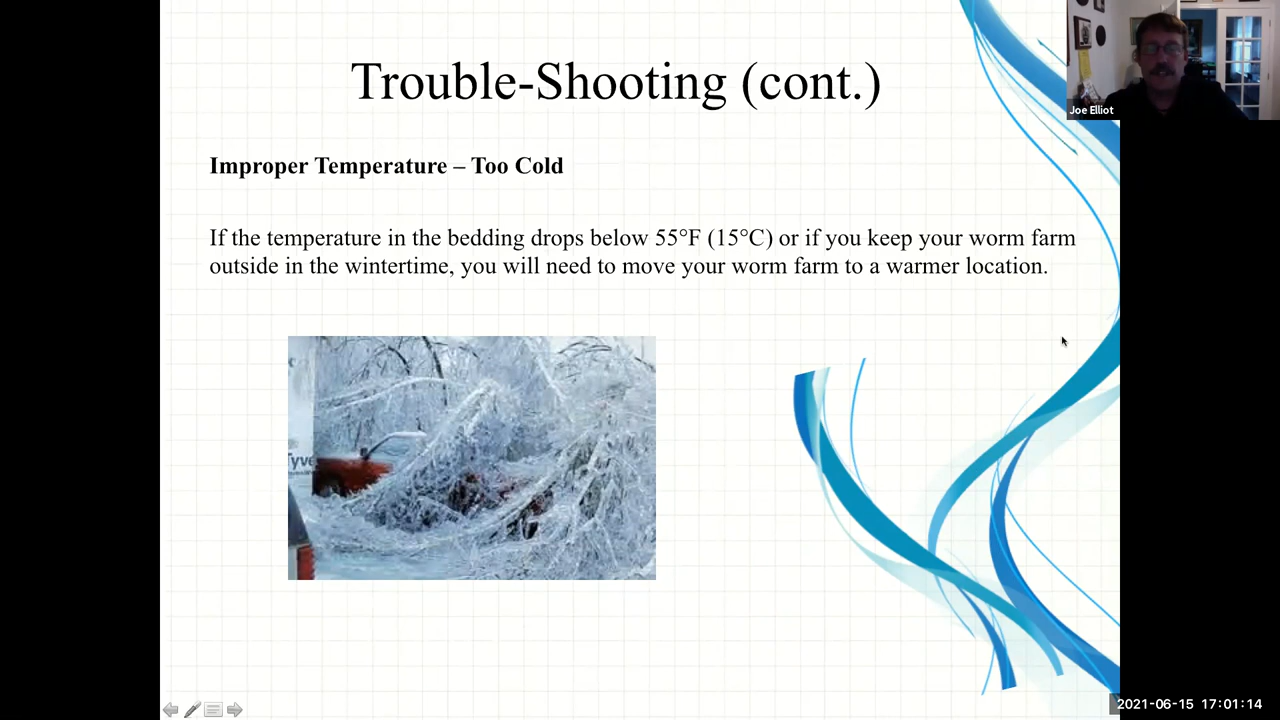 Trouble-Shooting (cont.)
Joe Elliot
Improper Temperature – Too Cold
If the temperature in the bedding drops below 55°F (15°C) or if you keep your worm farm
outside in the wintertime, you will need to move your worm farm to a warmer location.
2021-06-15 17:01:14